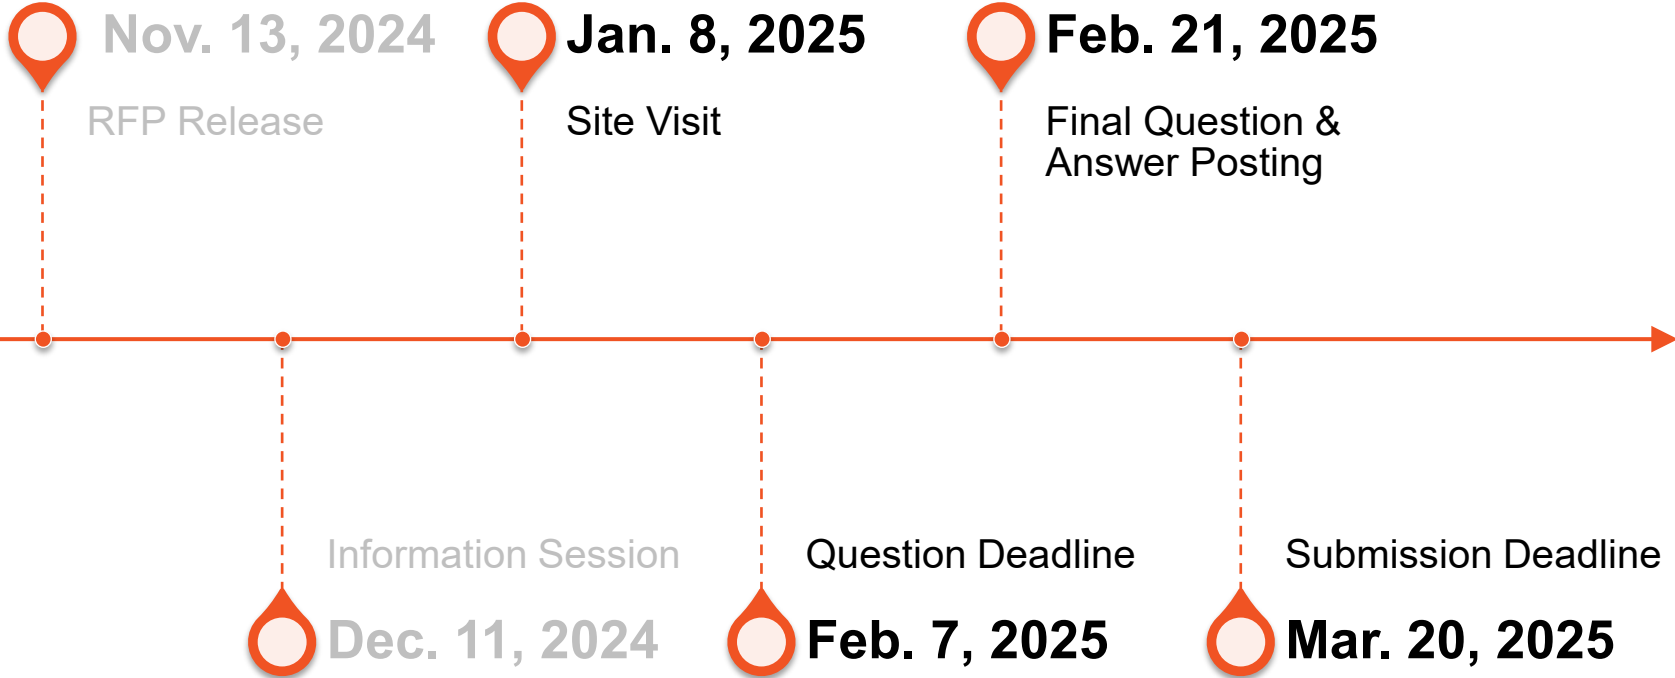 Nov. 13, 2024
RFP Release
Jan. 8, 2025
Site Visit
Feb. 21, 2025
Final Question &
Answer Posting
Information Session
Dec. 11, 2024
Question Deadline
Feb. 7, 2025
Submission Deadline
Mar. 20, 2025